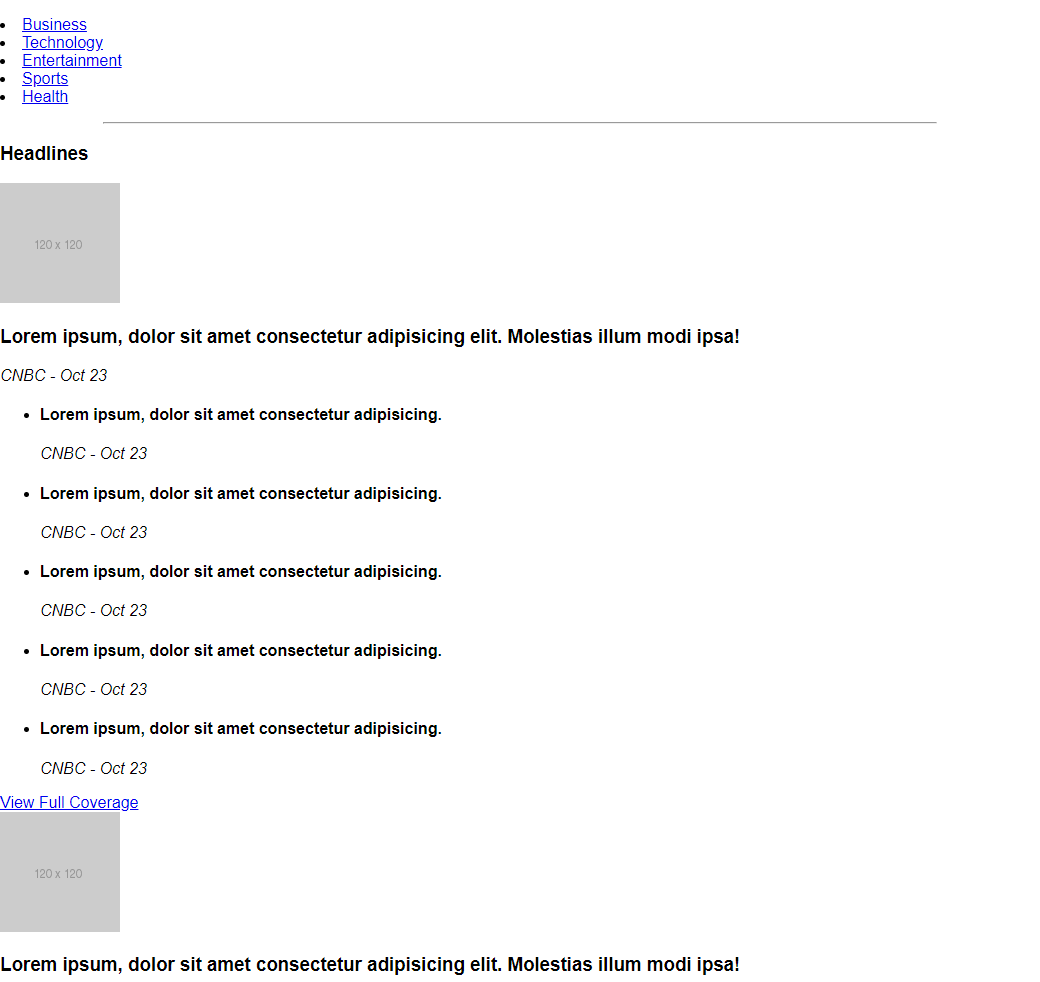 Business
Technology
Entertainment
Sports
Health
Headlines
120 x 120
Lorem ipsum, dolor sit amet consectetur adipisicing elit. Molestias illum modi ipsa!
CNBC - Oct 23
Lorem ipsum, dolor sit amet consectetur adipisicing.
CNBC - Oct 23
Lorem ipsum, dolor sit amet consectetur adipisicing.
CNBC - Oct 23
Lorem ipsum, dolor sit amet consectetur adipisicing.
CNBC - Oct 23
Lorem ipsum, dolor sit amet consectetur adipisicing.
CNBC - Oct 23
Lorem ipsum, dolor sit amet consectetur adipisicing.
CNBC - Oct 23
View Full Coverage
120 x 120
Lorem ipsum, dolor sit amet consectetur adipisicing elit. Molestias illum modi ipsa!